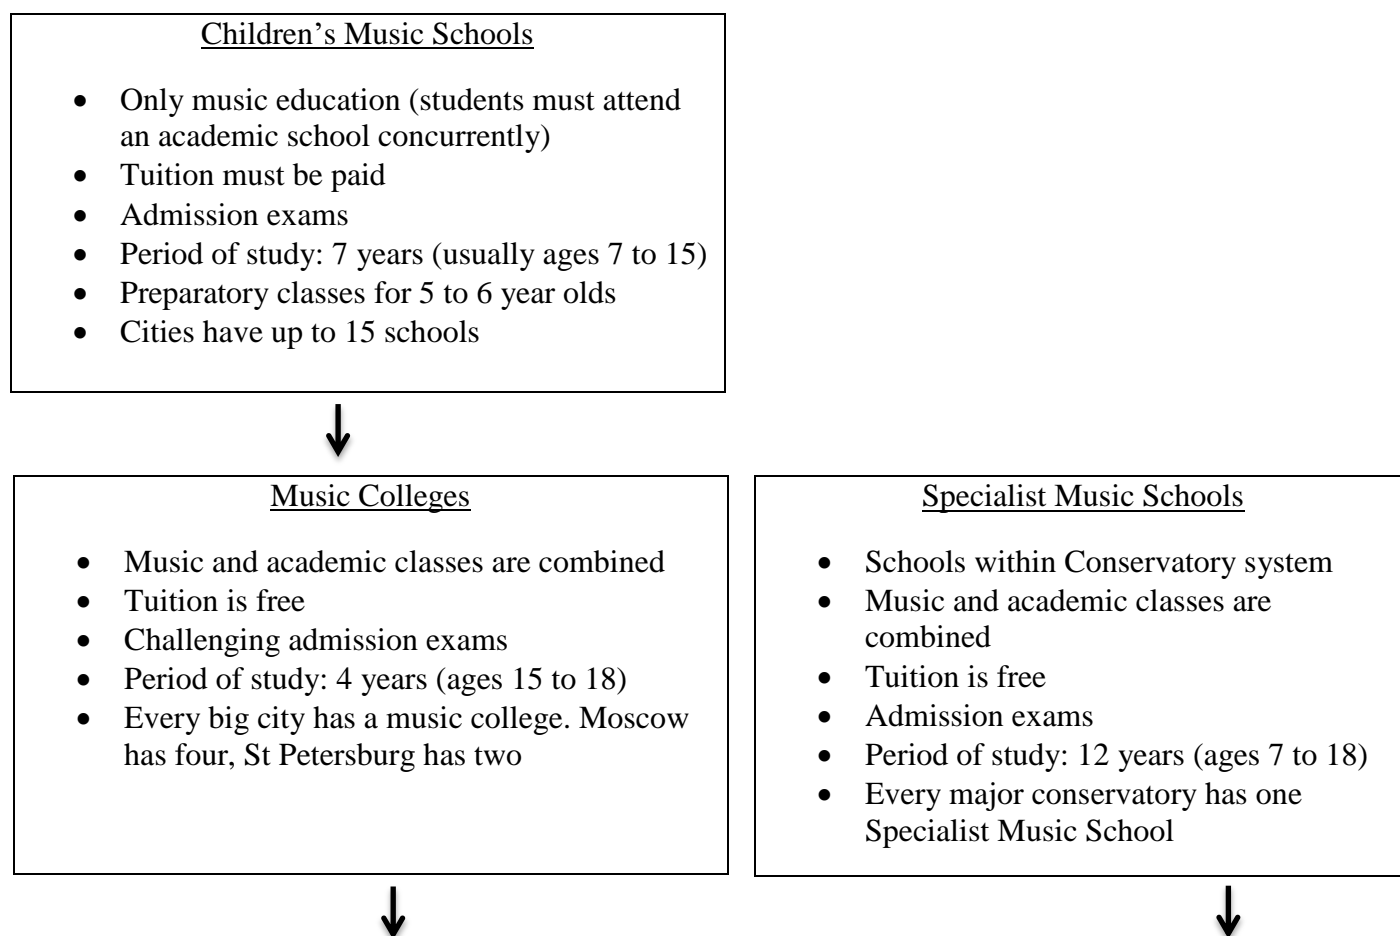 Children’s Music Schools
• Only music education (students must attend
an academic school concurrently)
• Tuition must be paid
• Admission exams
• Period of study: 7 years (usually ages 7 to 15)
• Preparatory classes for 5 to 6 year olds
• Cities have up to 15 schools
Music Colleges
• Music and academic classes are combined
• Tuition is free
• Challenging admission exams
• Period of study: 4 years (ages 15 to 18)
• Every big city has a music college. Moscow
has four, St Petersburg has two
Specialist Music Schools
• Schools within Conservatory system
• Music and academic classes are
combined
• Tuition is free
• Admission exams
• Period of study: 12 years (ages 7 to 18)
• Every major conservatory has one
Specialist Music School